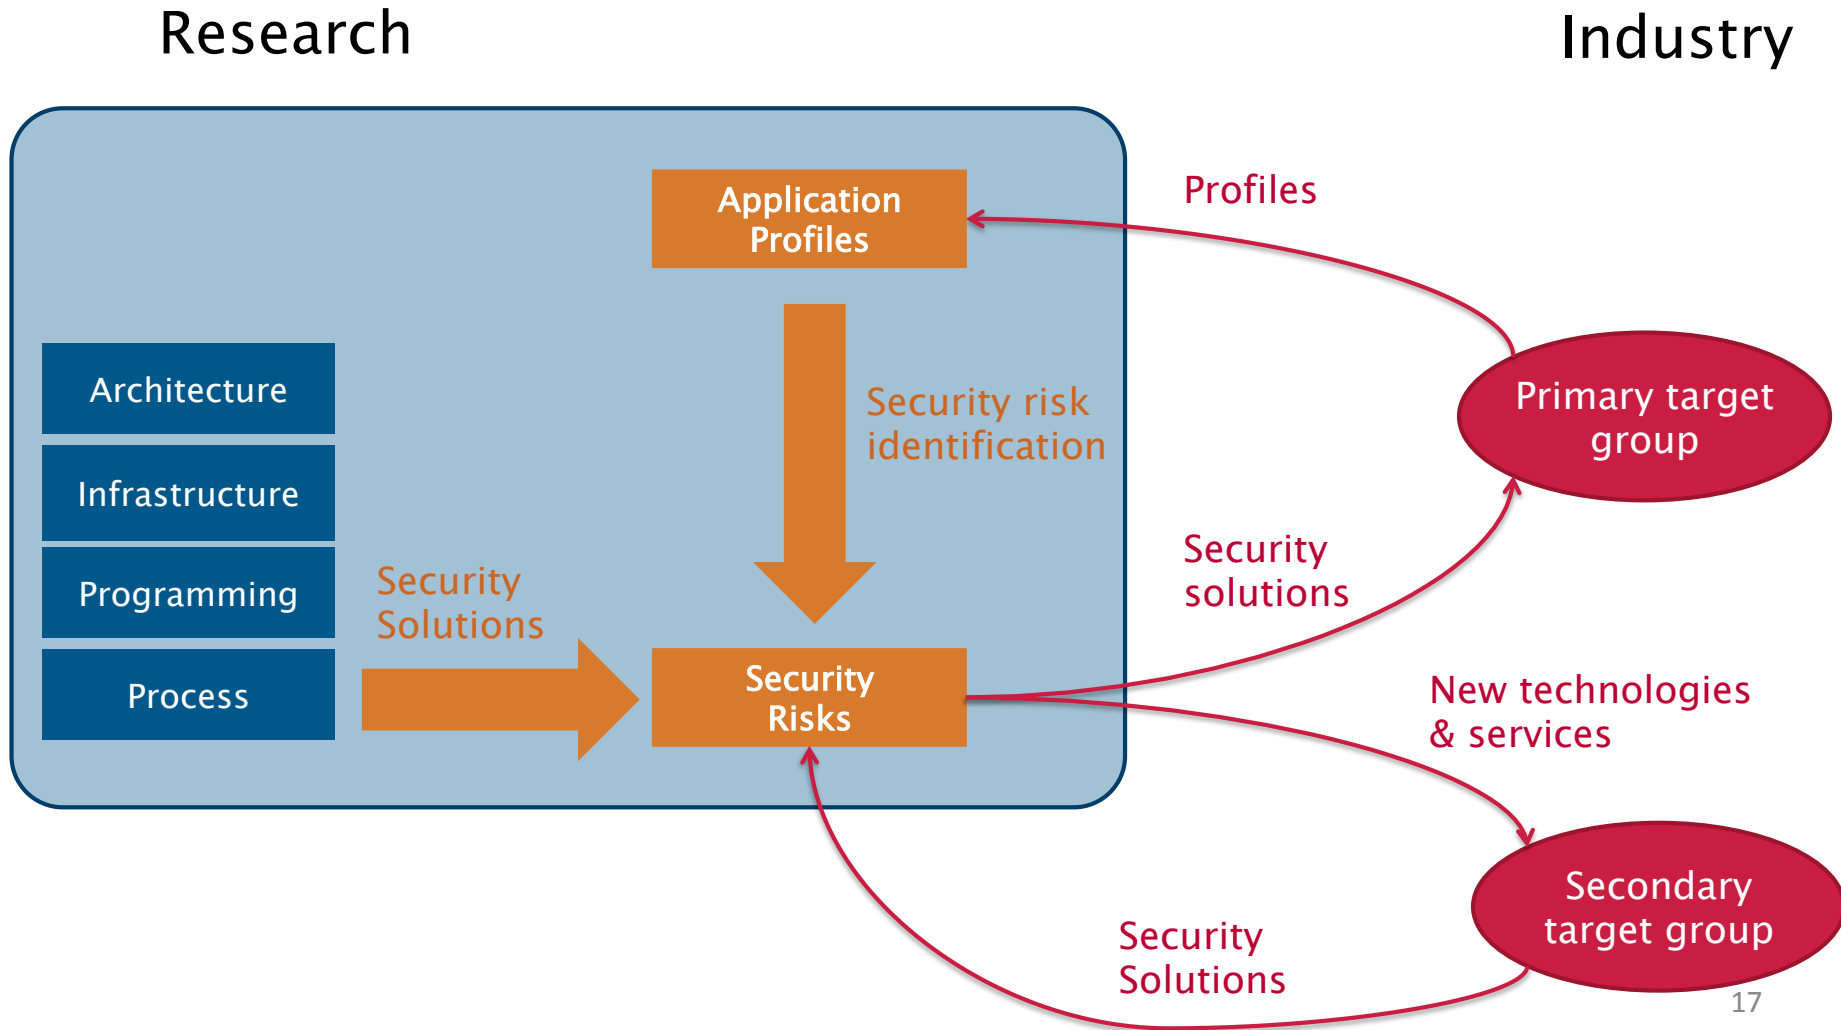 Research
Industry
Application
Profiles
Profiles
Architecture
Infrastructure
Programming
Process
Security risk
identification
Security
Solutions
Security
Risks
Primary target
group
Security
solutions
New technologies
& services
Secondary
target group
Security
Solutions
17